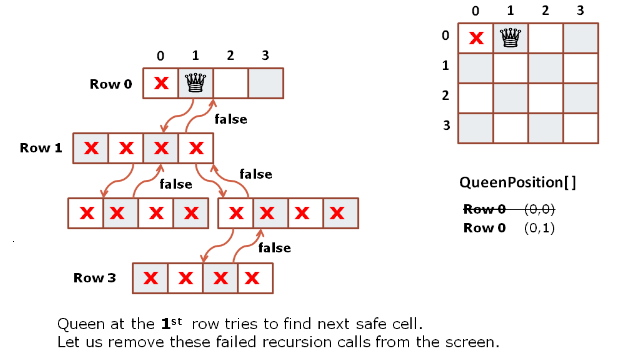 0 1 2 3
Row 0 X
false
Row 1 X X X X
false false
X X X X X X X X
false
Row 3 X X X X
0 1 2 3
0 X
1
2
3
QueenPosition[ ]
Row 0 (0,0)
Row 0 (0,1)
Queen at the 1st row tries to find next safe cell.
Let us remove these failed recursion calls from the screen.